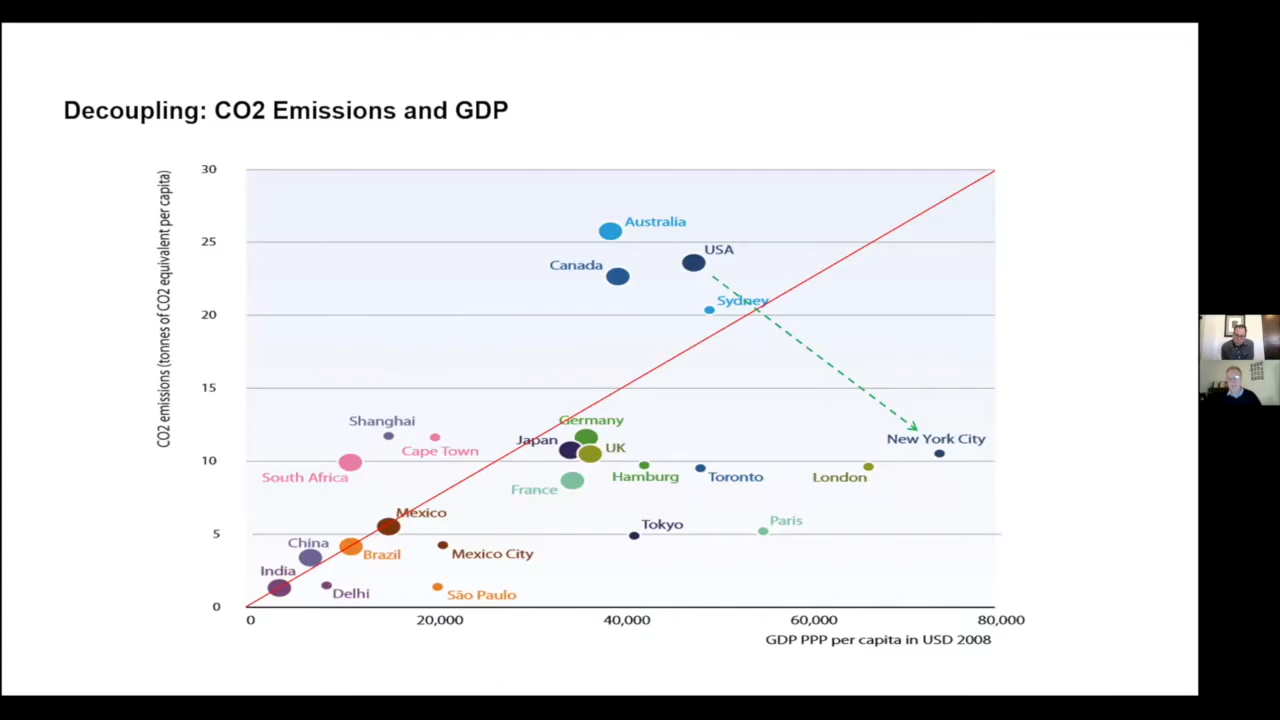 Decoupling: CO2 Emissions and GDP
CO2 emissions (tonnes of CO2 equivalent per capita)
30
25
20
15
10
5
0
Australia
USA
Canada
Sydney
Shanghai
Germany
Cape Town
Japan
UK
New York City
South Africa
France
Hamburg
Toronto
London
Mexico
Tokyo
Paris
China
Brazil
Mexico City
India
Delhi
São Paulo
0
20,000
40,000
60,000
80,000
GDP PPP per capita in USD 2008